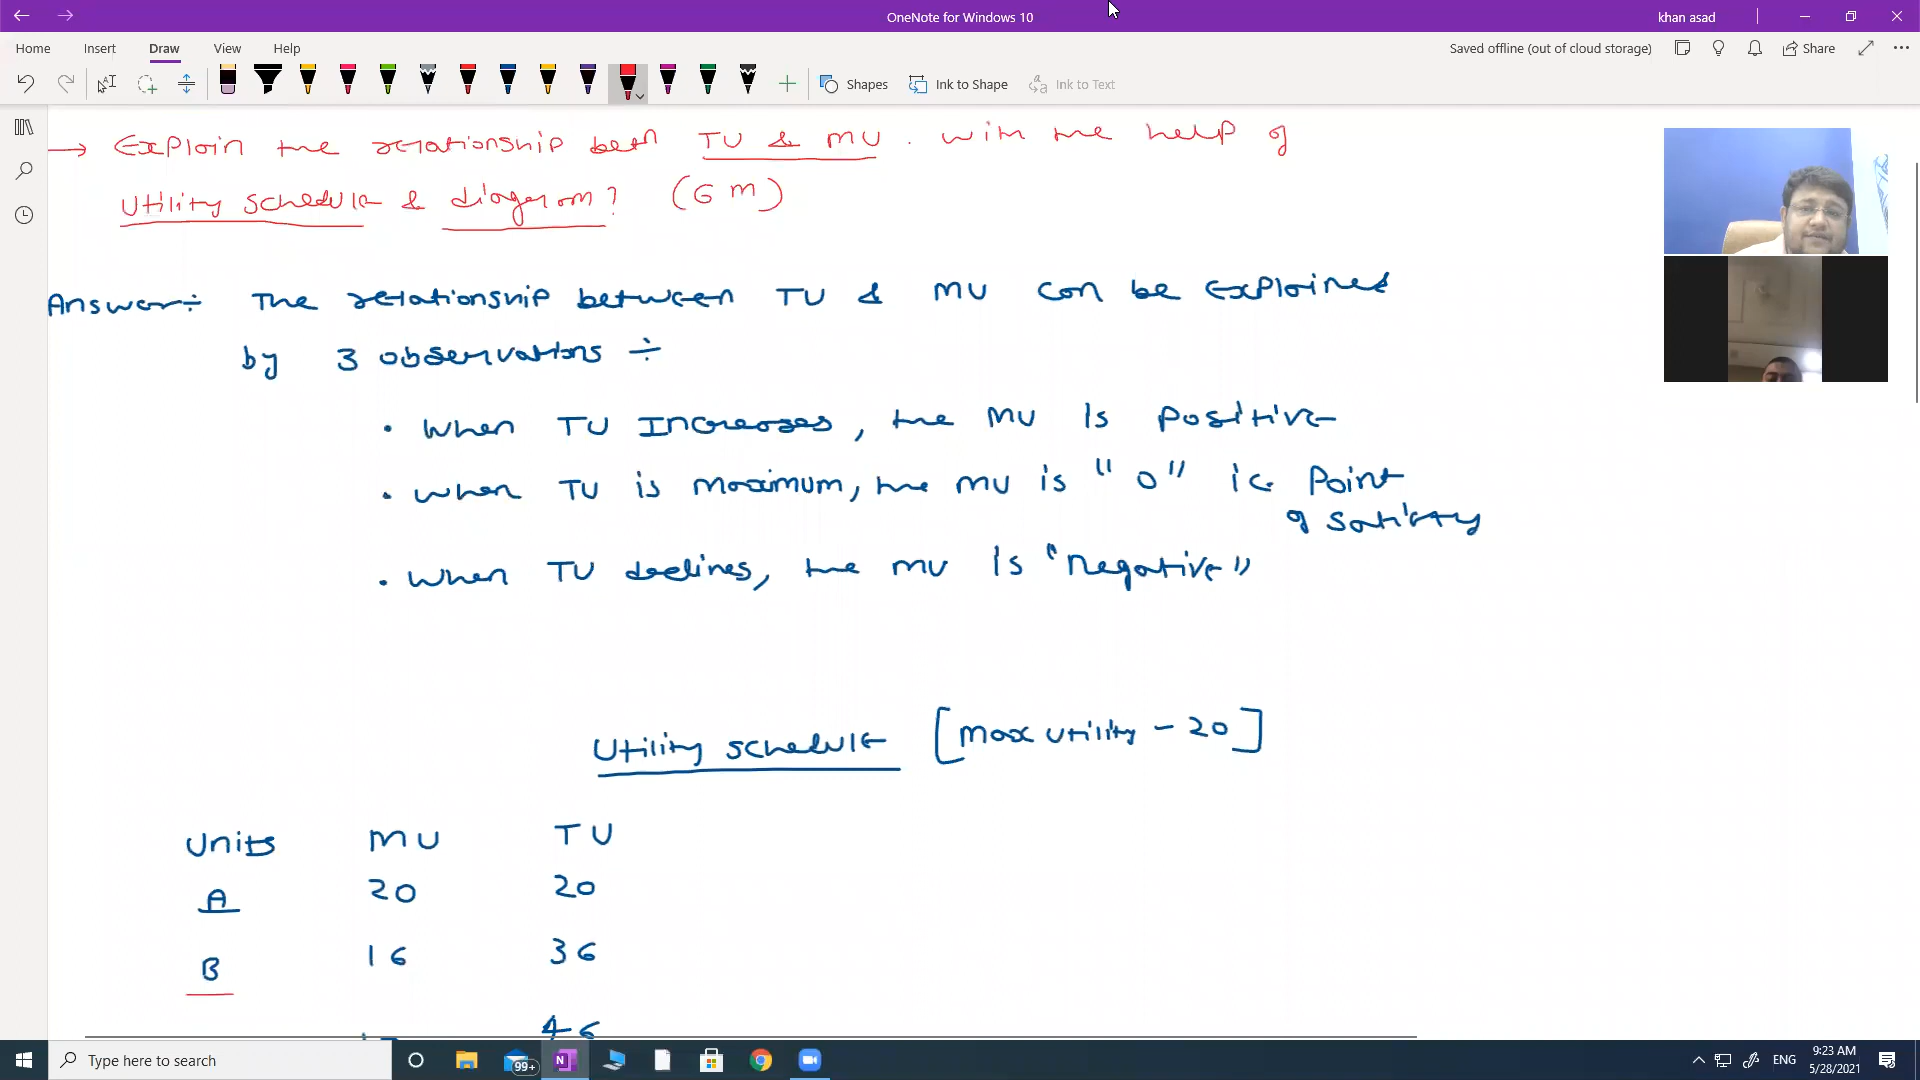 OneNote for Windows 10
khan asad
Home Insert Draw View Help
Saved offline (out of cloud storage)
Share
Shapes
Ink to Shape
Ink to Text
→ Explain the relationship betn TU & MU. with the help of
Utility schedule & diagram? (6 M)
Answer÷ The relationship between TU & MU can be explained
by 3 observations ÷
• When TU Increases, the MU is positive
• when TU is maximum, the MU is "0" ie Point
of satiety
• When TU declines, the MU is "Negative"
Utility schedule [Max utility - 20]
Units MU TU
A 20 20
B 16 36
46
Type here to search
99+
ENG
9:23 AM
5/28/2021